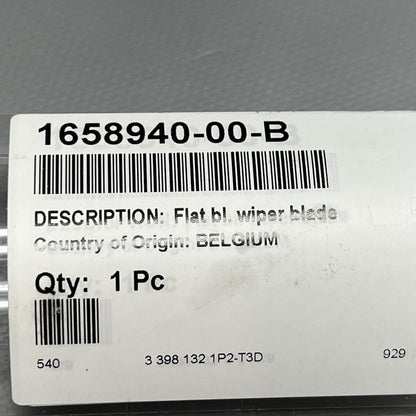 1658940-00-B
DESCRIPTION: Flat bl. wiper blade
Country of Origin: BELGIUM
Qty: 1 Pc
540 3 398 132 1P2-T3D 929